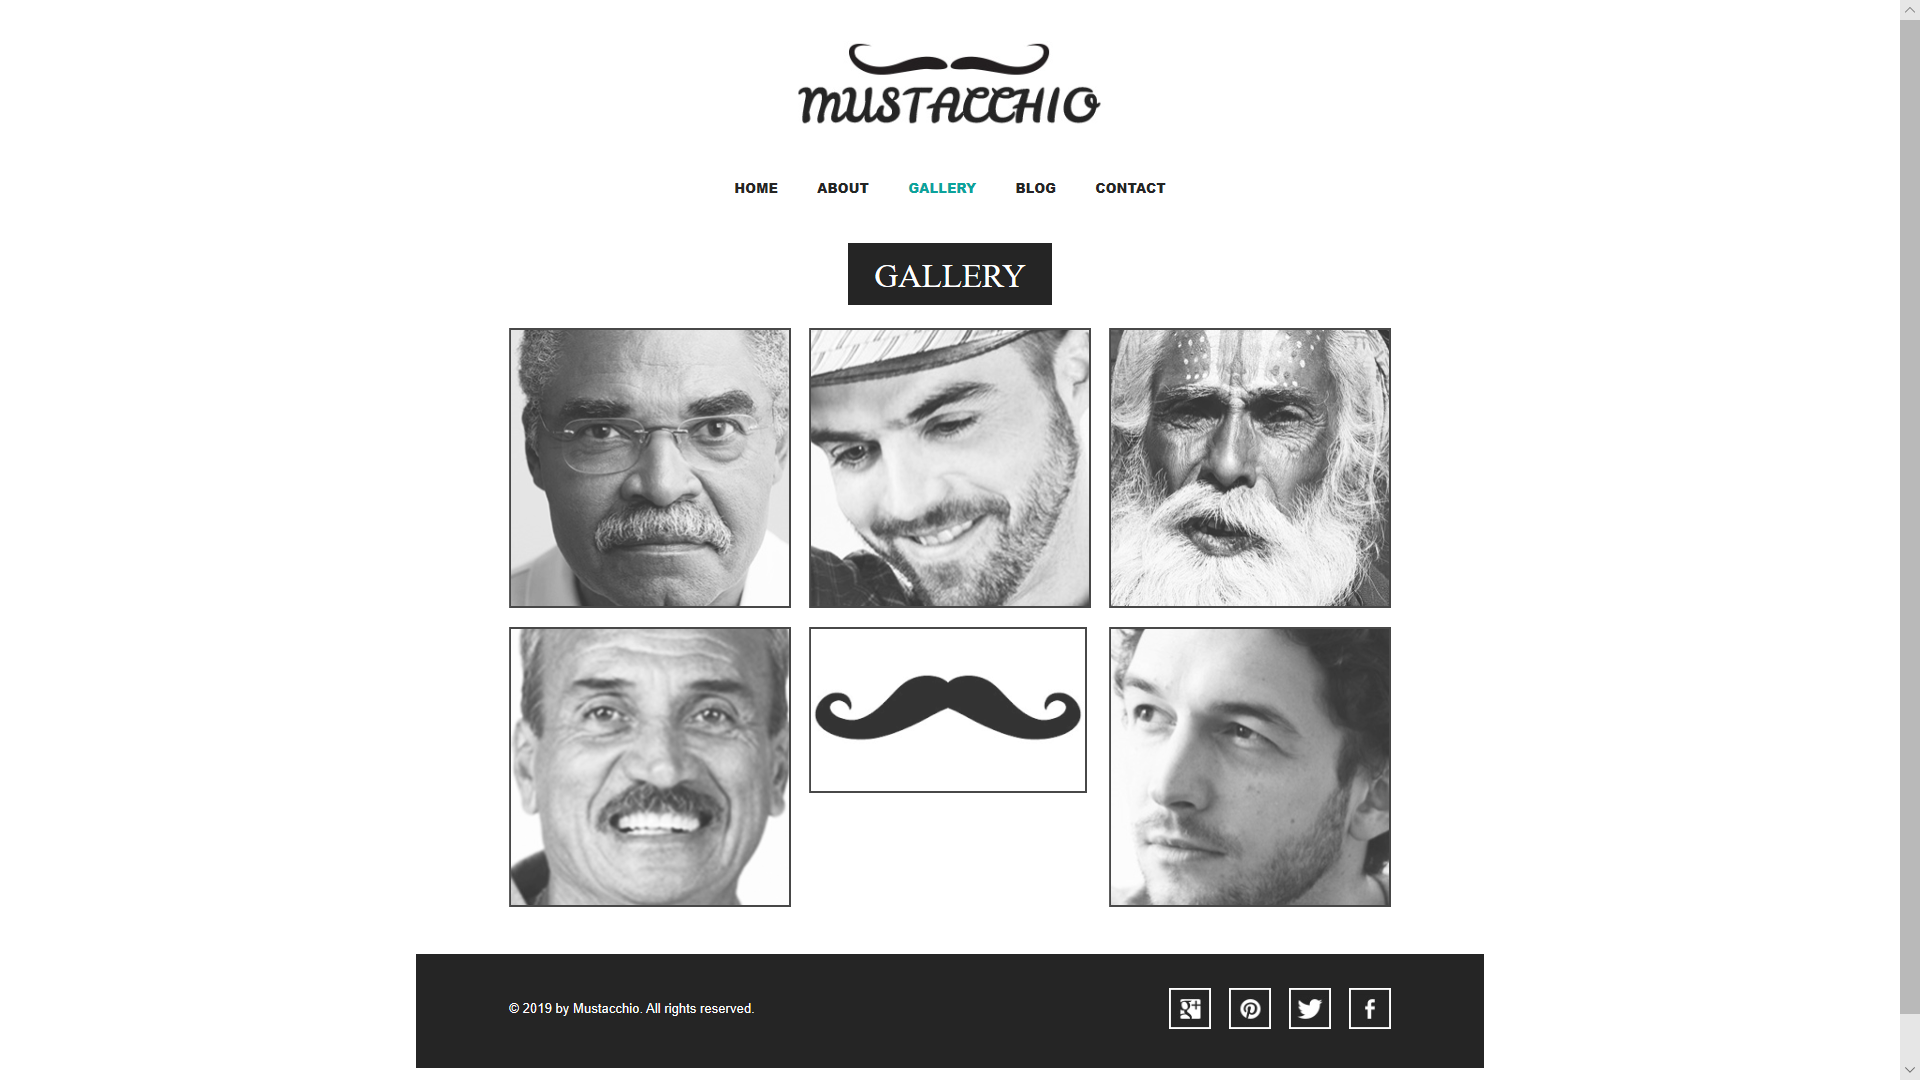 MUSTACCHIO
HOME ABOUT GALLERY BLOG CONTACT
GALLERY
© 2019 by Mustacchio. All rights reserved.